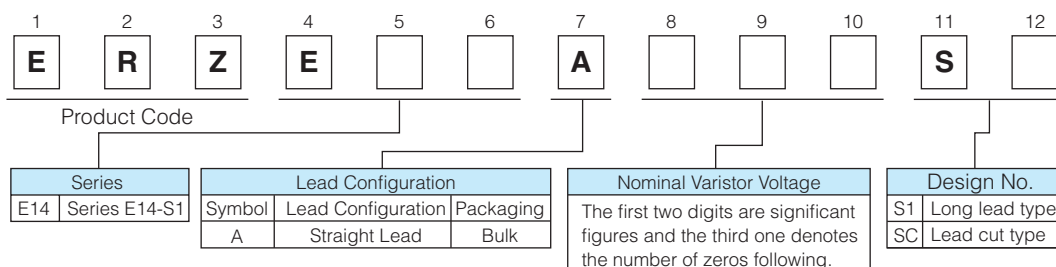 1 2 3 4 5 6 7 8 9 10 11 12
E R Z E A S
Product Code
Series
E14 Series E14-S1
Lead Configuration
Symbol Lead Configuration Packaging
A Straight Lead Bulk
Nominal Varistor Voltage
The first two digits are significant
figures and the third one denotes
the number of zeros following.
Design No.
S1 Long lead type
SC Lead cut type